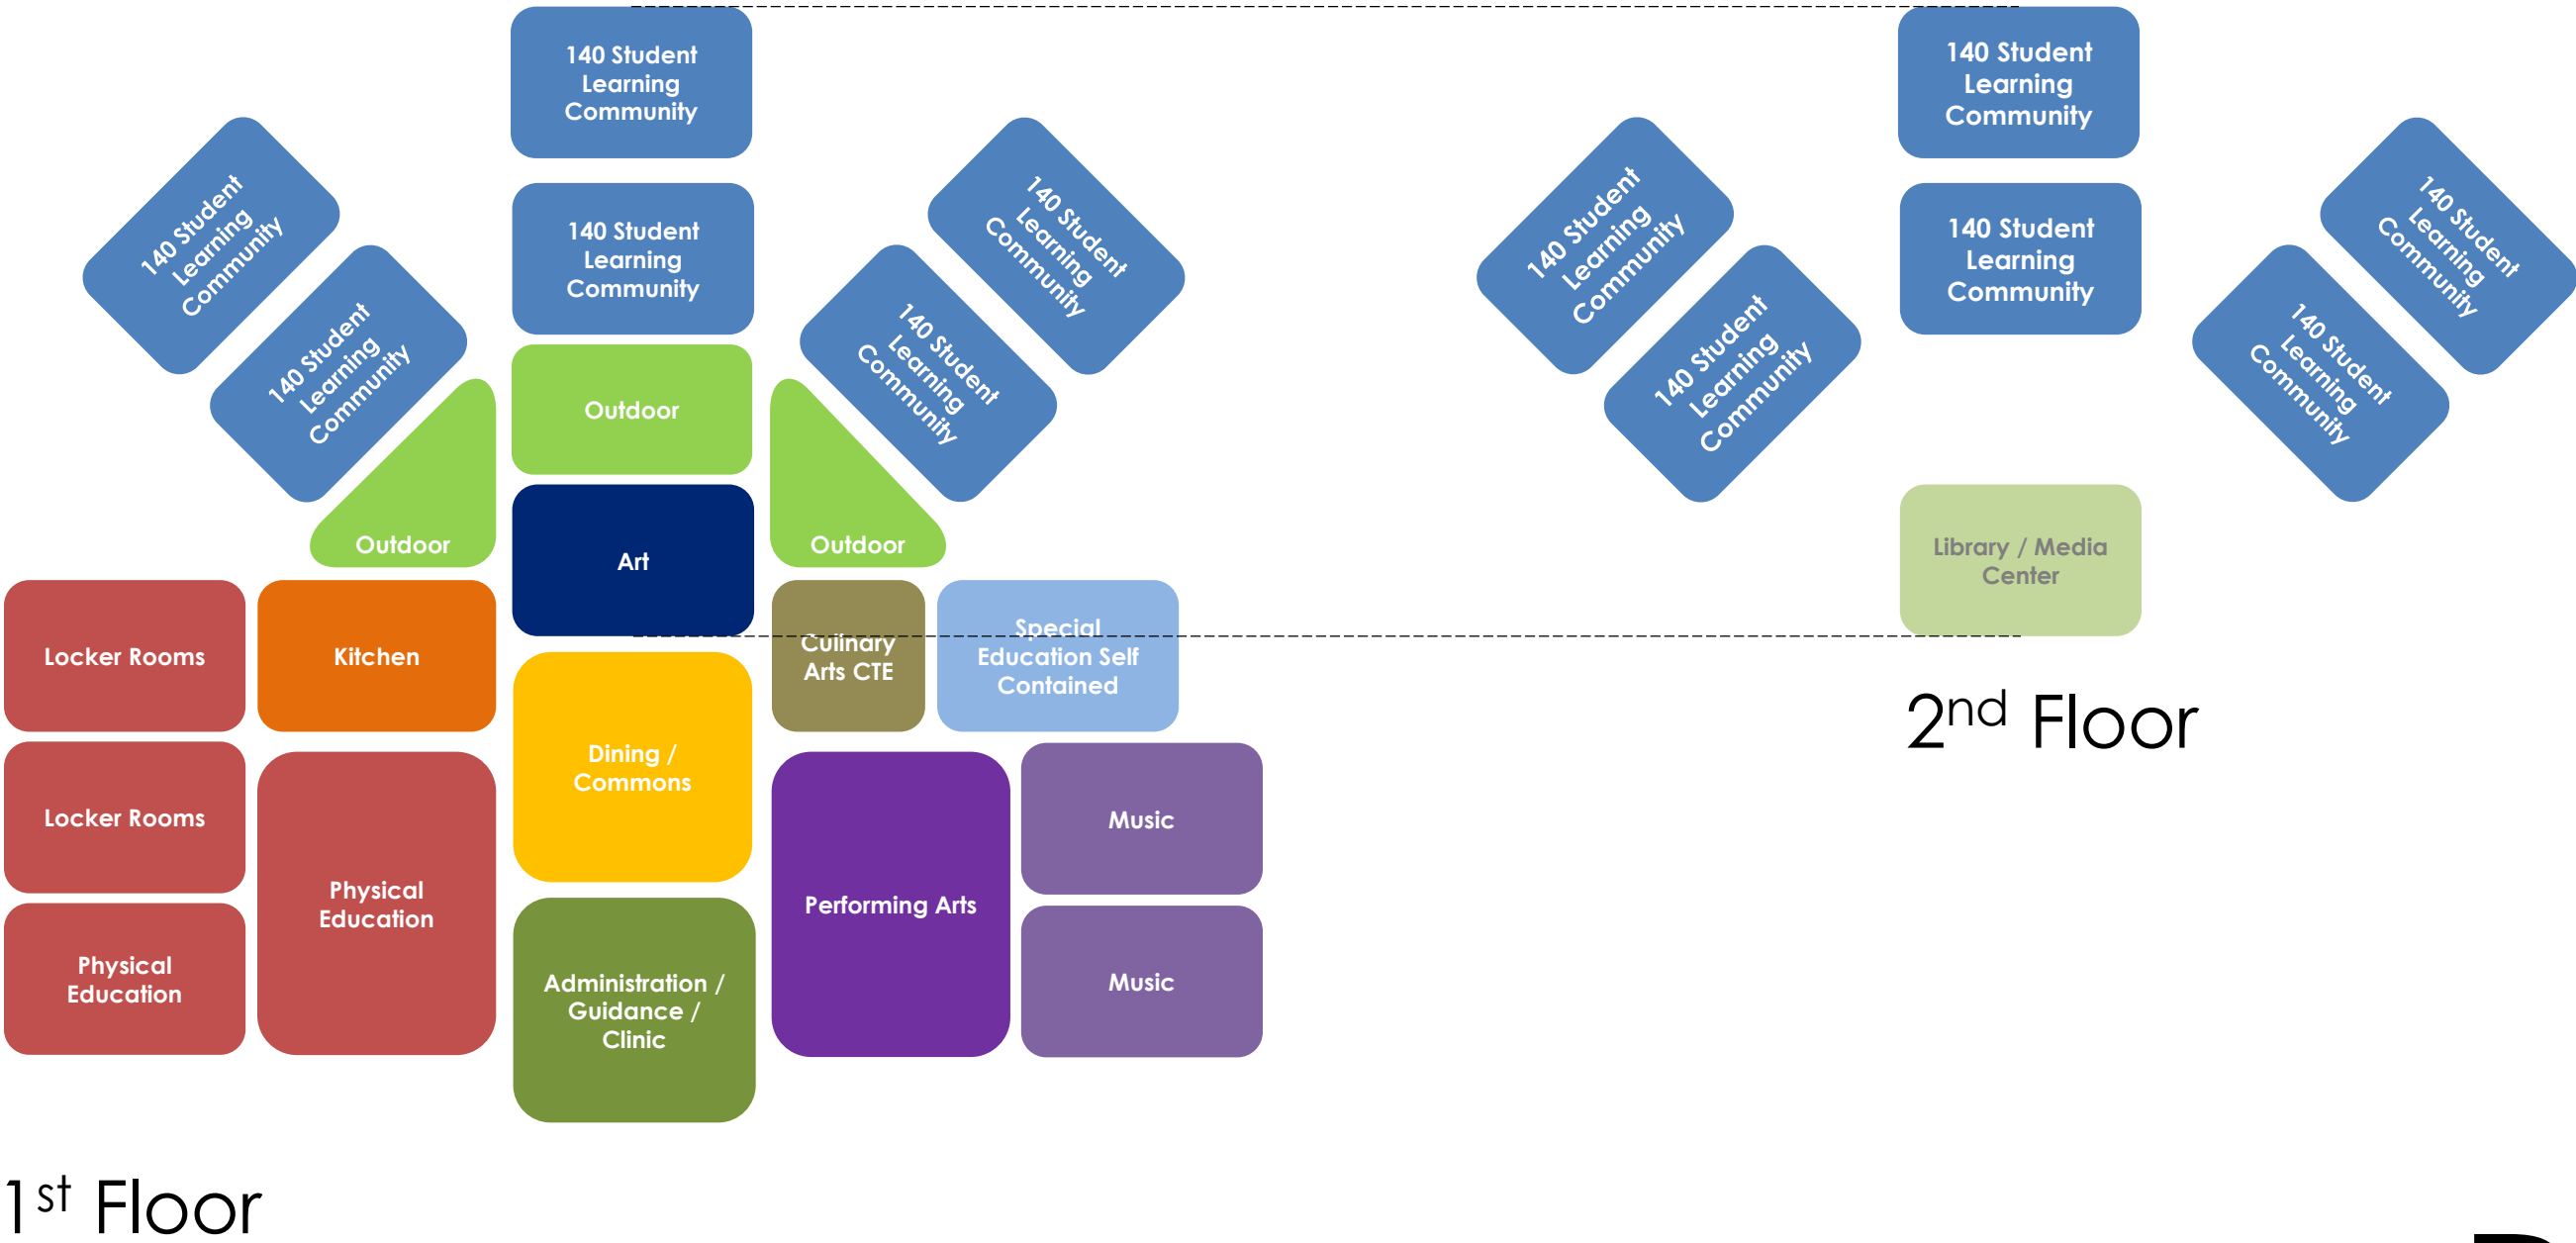 140 Student
Learning
Community
140 Student
Learning
Community
140 Student
Learning
Community
140 Student
Learning
Community
140 Student
Learning
Community
140 Student
Learning
Community
Outdoor
Outdoor
Outdoor
Art
Locker Rooms
Kitchen
Culinary
Arts CTE
Special
Education Self
Contained
Dining /
Commons
Locker Rooms
Physical
Education
Performing Arts
Music
Physical
Education
Administration /
Guidance /
Clinic
Music
1st Floor
140 Student
Learning
Community
140 Student
Learning
Community
140 Student
Learning
Community
140 Student
Learning
Community
140 Student
Learning
Community
140 Student
Learning
Community
Library / Media
Center
2nd Floor